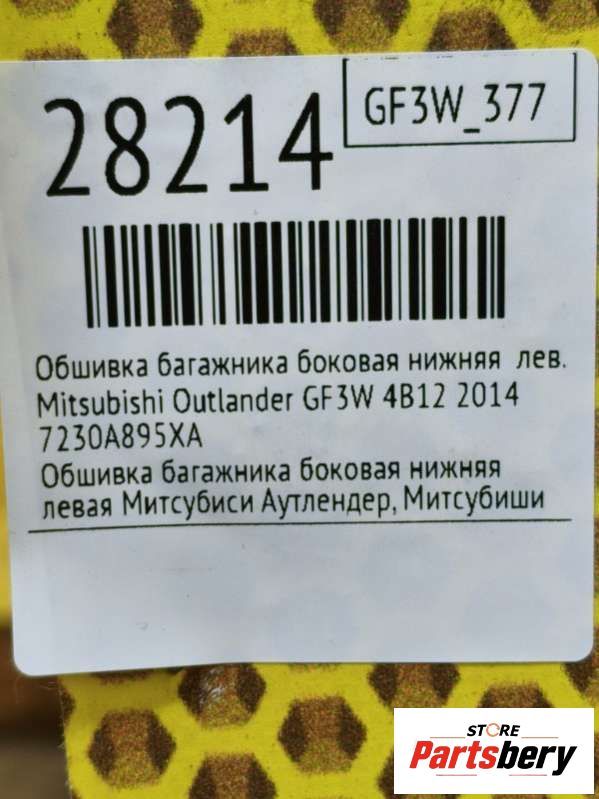 28214
GF3W_377
Обшивка багажника боковая нижняя лев.
Mitsubishi Outlander GF3W 4B12 2014
7230A895XA
Обшивка багажника боковая нижняя
левая Митсубиси Аутлендер, Митсубиши
STORE
Partsbery